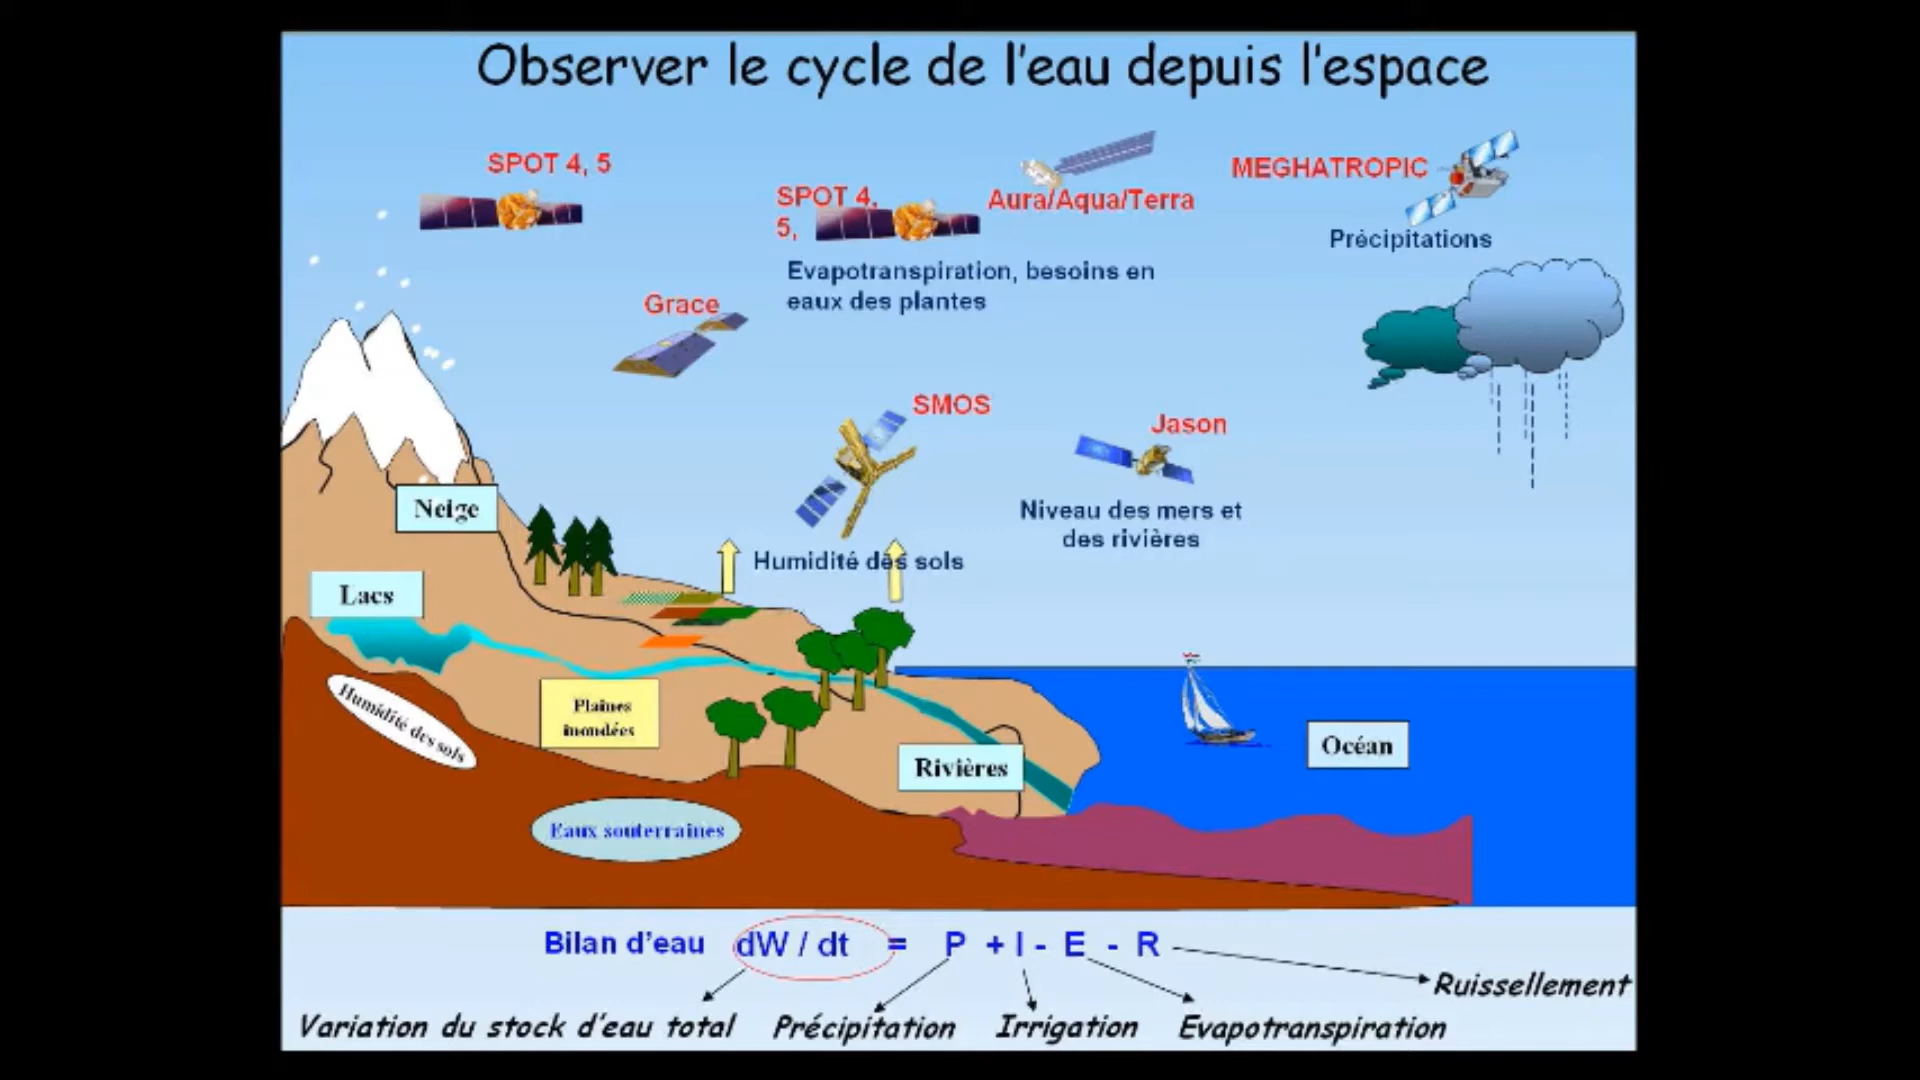 Observer le cycle de l'eau depuis l'espace
SPOT 4, 5
SPOT 4,
5,
Aura/Aqua/Terra
MEGHATROPIC
Précipitations
Evapotranspiration, besoins en
eaux des plantes
Grace
SMOS
Jason
Niveau des mers et
des rivières
Humidité des sols
Neige
Lacs
Humidité des sols
Plaines
inondées
Rivières
Océan
Eaux souterraines
Bilan d'eau dW / dt = P + I - E - R
Ruissellement
Variation du stock d'eau total
Précipitation
Irrigation
Evapotranspiration